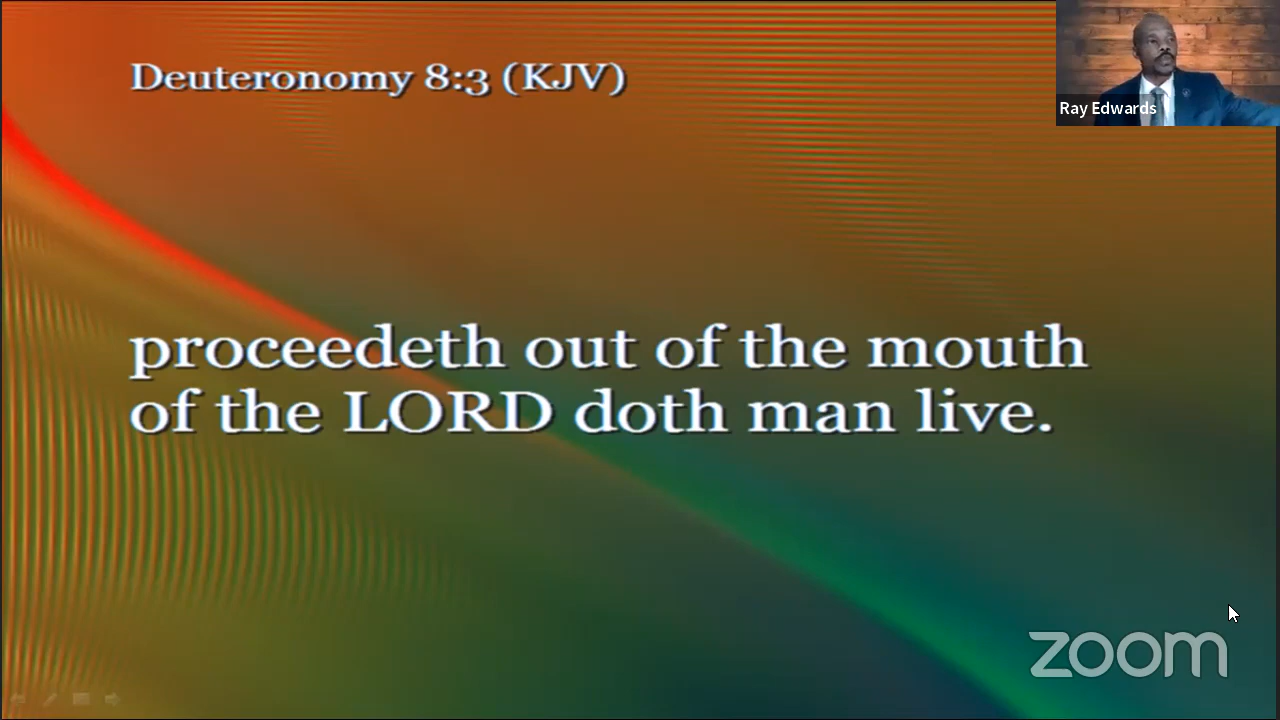 Deuteronomy 8:3 (KJV)
Ray Edwards
proceedeth out of the mouth
of the LORD doth man live.
zoom